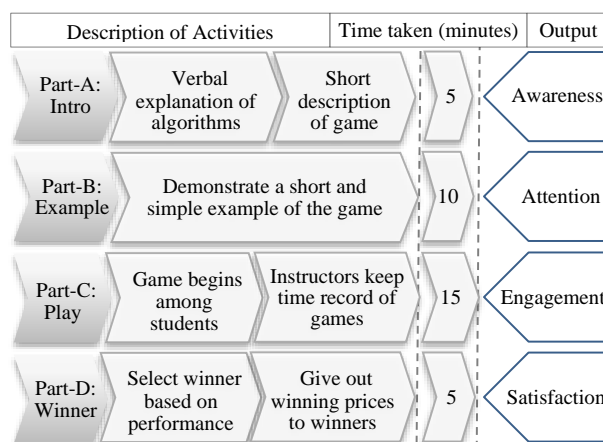 Description of Activities
Time taken (minutes)
Output
Part-A:
Intro
Verbal
explanation of
algorithms
Short
description
of game
5
Awareness
Part-B:
Example
Demonstrate a short and
simple example of the game
10
Attention
Part-C:
Play
Game begins
among
students
Instructors keep
time record of
games
15
Engagement
Part-D:
Winner
Select winner
based on
performance
Give out
winning prices
to winners
5
Satisfaction